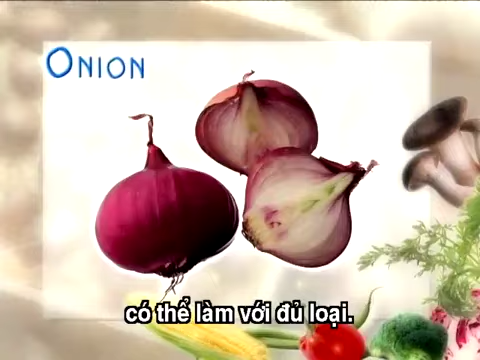 ONION
có thể làm với đủ loại.